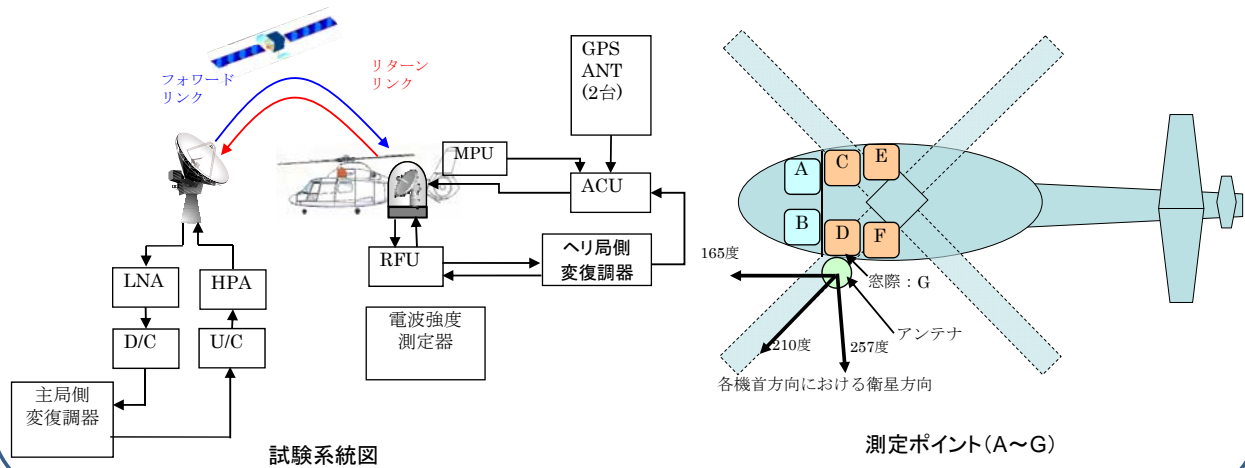 フォワード
リンク
リターン
リンク
GPS
ANT
(2台)
MPU
ACU
RFU
ヘリ局側
変復調器
LNA
HPA
D/C
U/C
電波強度
測定器
主局側
変復調器
試験系統図
A
C
E
B
D
F
165度
窓際：G
アンテナ
210度
257度
各機首方向における衛星方向
測定ポイント(A～G)